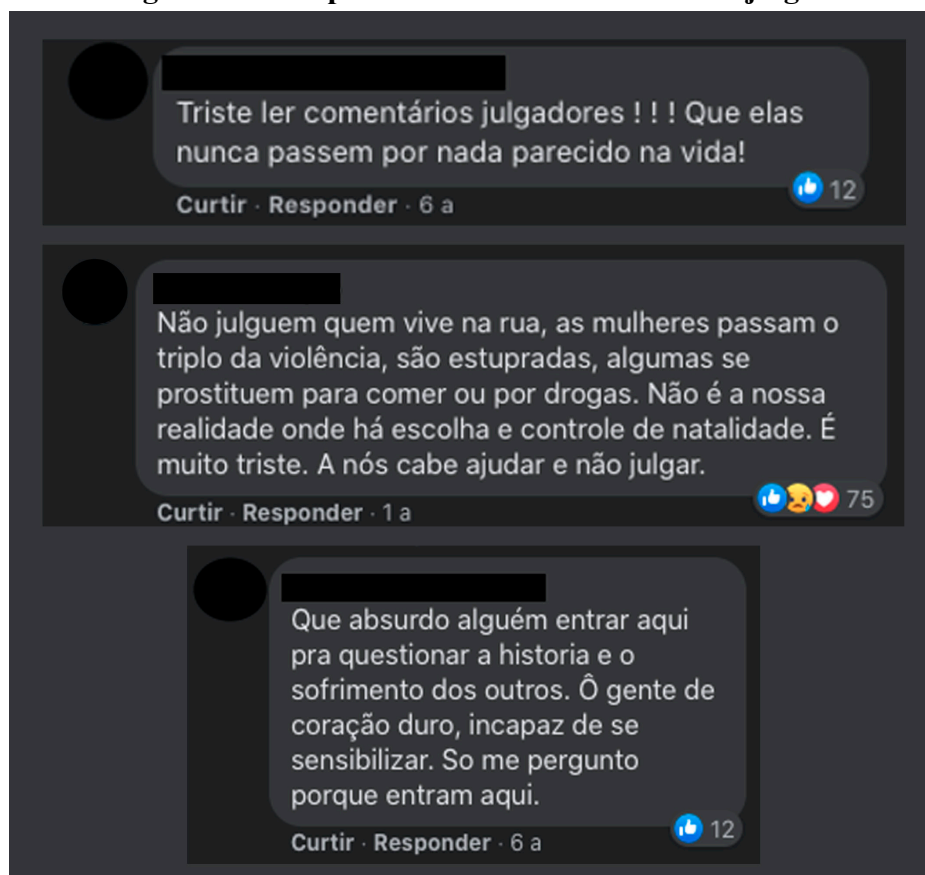 Triste ler comentários julgadores ! ! ! Que elas
nunca passem por nada parecido na vida!
12
Curtir · Responder · 6 a
Não julguem quem vive na rua, as mulheres passam o
triplo da violência, são estupradas, algumas se
prostituem para comer ou por drogas. Não é a nossa
realidade onde há escolha e controle de natalidade. É
muito triste. A nós cabe ajudar e não julgar.
75
Curtir · Responder · 1 a
Que absurdo alguém entrar aqui
pra questionar a historia e o
sofrimento dos outros. Ô gente de
coração duro, incapaz de se
sensibilizar. So me pergunto
porque entram aqui.
12
Curtir · Responder · 6 a